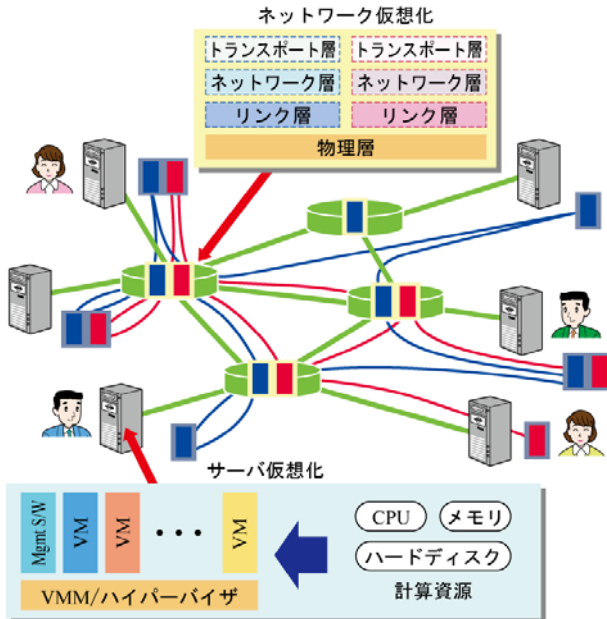 ネットワーク仮想化
トランスポート層
トランスポート層
ネットワーク層
ネットワーク層
リンク層
リンク層
物理層
サーバ仮想化
Mgmt S/W
VM
VM
・・・
VM
VMM/ハイパーバイザ
CPU
メモリ
ハードディスク
計算資源